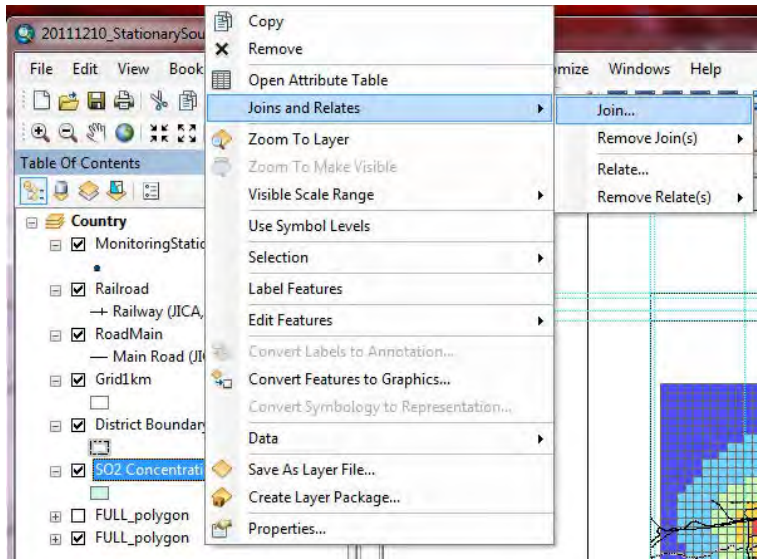 20111210_StationarySou
File Edit View Book
mize Windows Help
Table Of Contents
Country
MonitoringStatio
Railroad
Railway (JICA,
RoadMain
Main Road (JI
Grid1km
District Boundary
SO2 Concentrati
FULL_polygon
FULL_polygon
Copy
Remove
Open Attribute Table
Joins and Relates
Zoom To Layer
Zoom To Make Visible
Visible Scale Range
Use Symbol Levels
Selection
Label Features
Edit Features
Convert Labels to Annotation...
Convert Features to Graphics...
Convert Symbology to Representation...
Data
Save As Layer File...
Create Layer Package...
Properties...
Join...
Remove Join(s)
Relate...
Remove Relate(s)